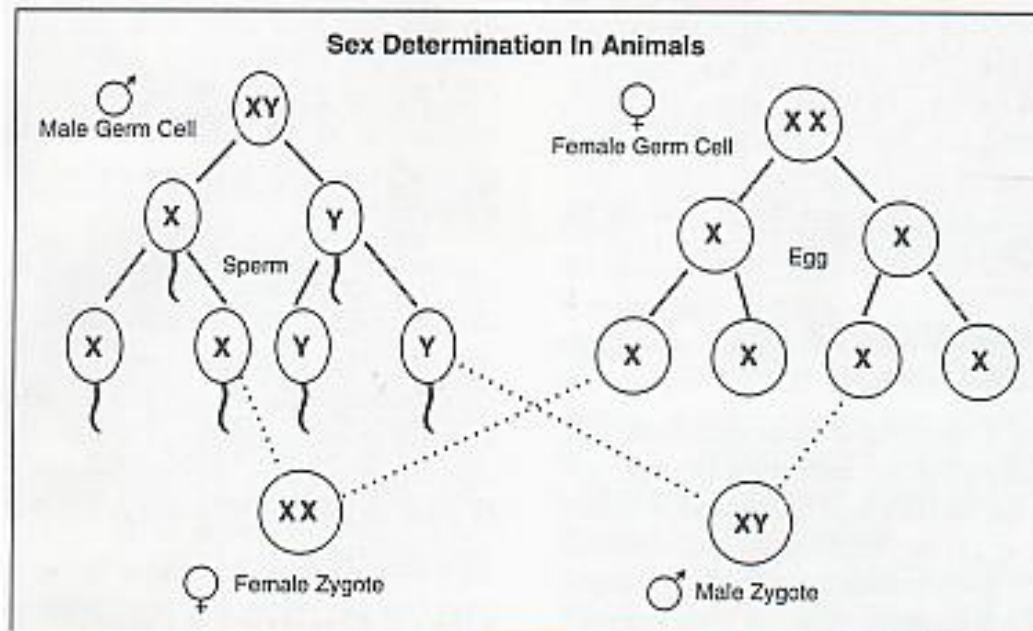 Sex Determination In Animals
Male Germ Cell
XY
Female Germ Cell
X X
X
Y
Sperm
X
Egg
X
X
X
Y
Y
X
X
X
X
XX
Female Zygote
XY
Male Zygote